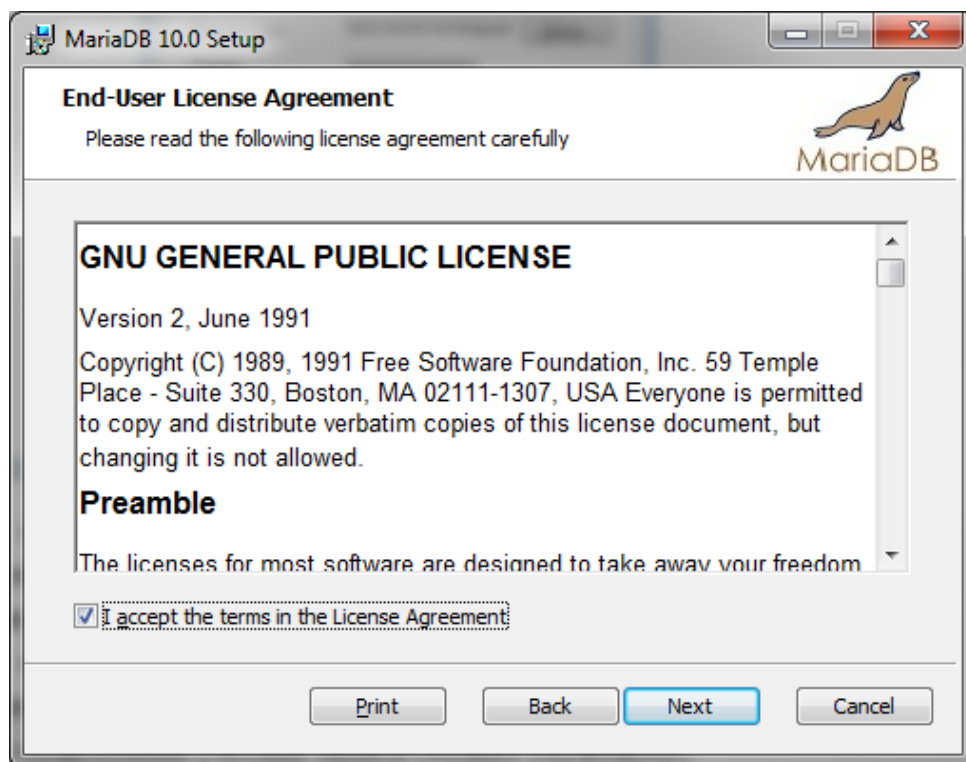 MariaDB 10.0 Setup
End-User License Agreement
Please read the following license agreement carefully
MariaDB
GNU GENERAL PUBLIC LICENSE
Version 2, June 1991
Copyright (C) 1989, 1991 Free Software Foundation, Inc. 59 Temple
Place - Suite 330, Boston, MA 02111-1307, USA Everyone is permitted
to copy and distribute verbatim copies of this license document, but
changing it is not allowed.
Preamble
The licenses for most software are designed to take away your freedom
I accept the terms in the License Agreement
Print Back Next Cancel